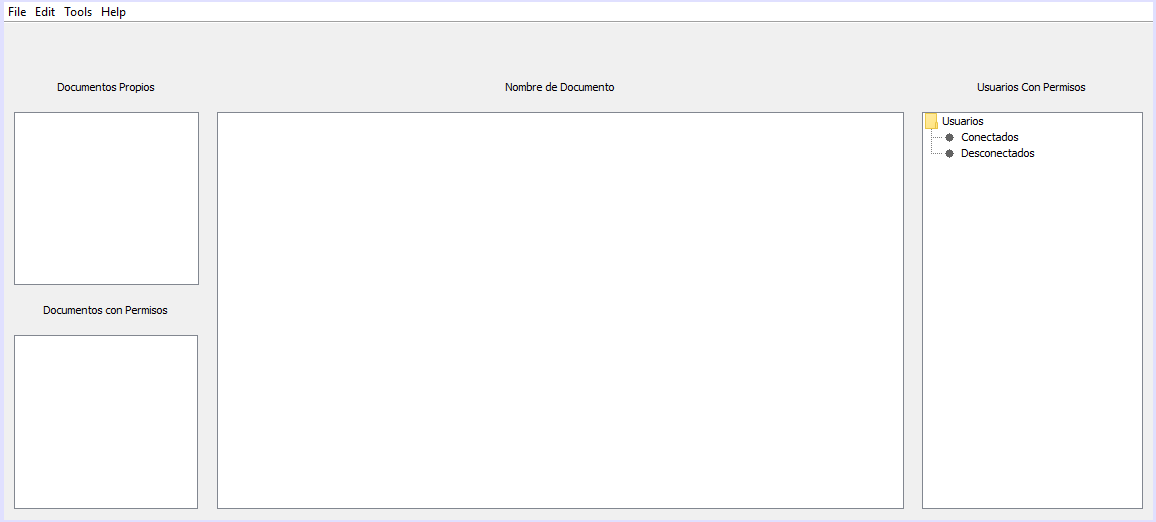 File Edit Tools Help
Documentos Propios
Nombre de Documento
Usuarios Con Permisos
Usuarios
Conectados
Desconectados
Documentos con Permisos